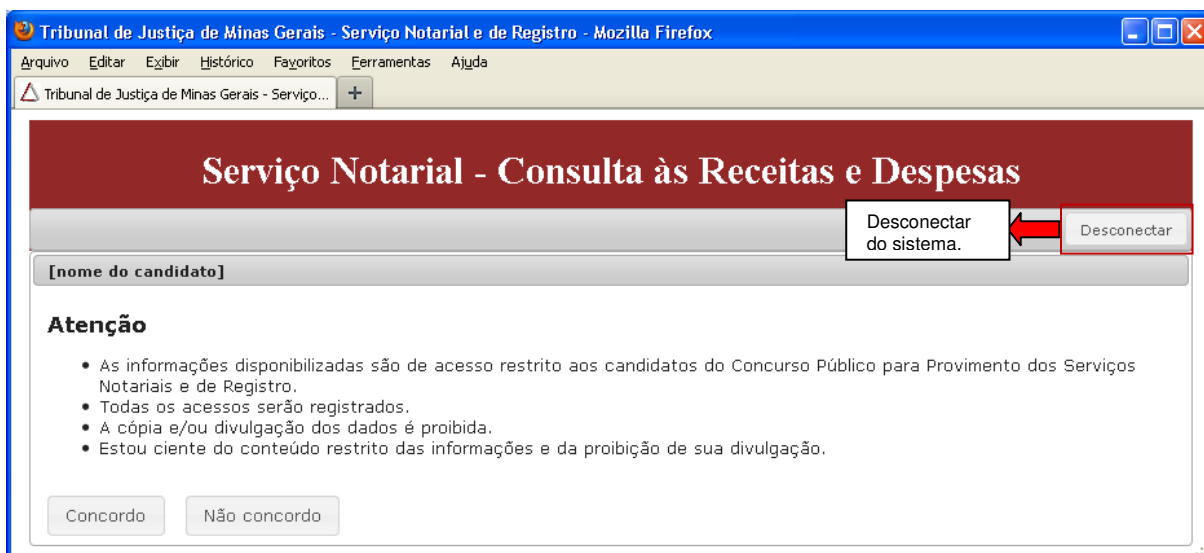 Tribunal de Justiça de Minas Gerais - Serviço Notarial e de Registro - Mozilla Firefox
Arquivo Editar Exibir Histórico Favoritos Ferramentas Ajuda
Tribunal de Justiça de Minas Gerais - Serviço... +
Serviço Notarial - Consulta às Receitas e Despesas
Desconectar
do sistema.
Desconectar
[nome do candidato]
Atenção
• As informações disponibilizadas são de acesso restrito aos candidatos do Concurso Público para Provimento dos Serviços
Notariais e de Registro.
• Todas os acessos serão registrados.
• A cópia e/ou divulgação dos dados é proibida.
• Estou ciente do conteúdo restrito das informações e da proibição de sua divulgação.
Concordo Não concordo